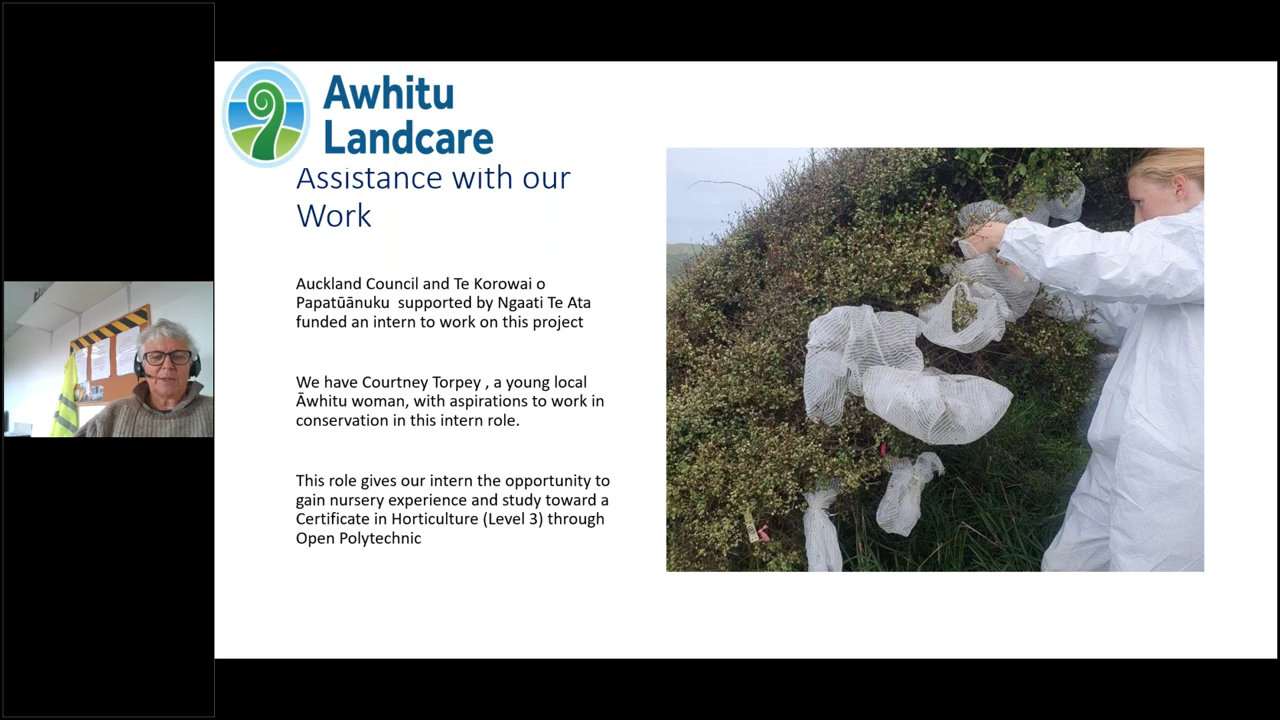 Awhitu
Landcare
Assistance with our
Work
Auckland Council and Te Korowai o
Papatūānuku supported by Ngaati Te Ata
funded an intern to work on this project
We have Courtney Torpey , a young local
Āwhitu woman, with aspirations to work in
conservation in this intern role.
This role gives our intern the opportunity to
gain nursery experience and study toward a
Certificate in Horticulture (Level 3) through
Open Polytechnic